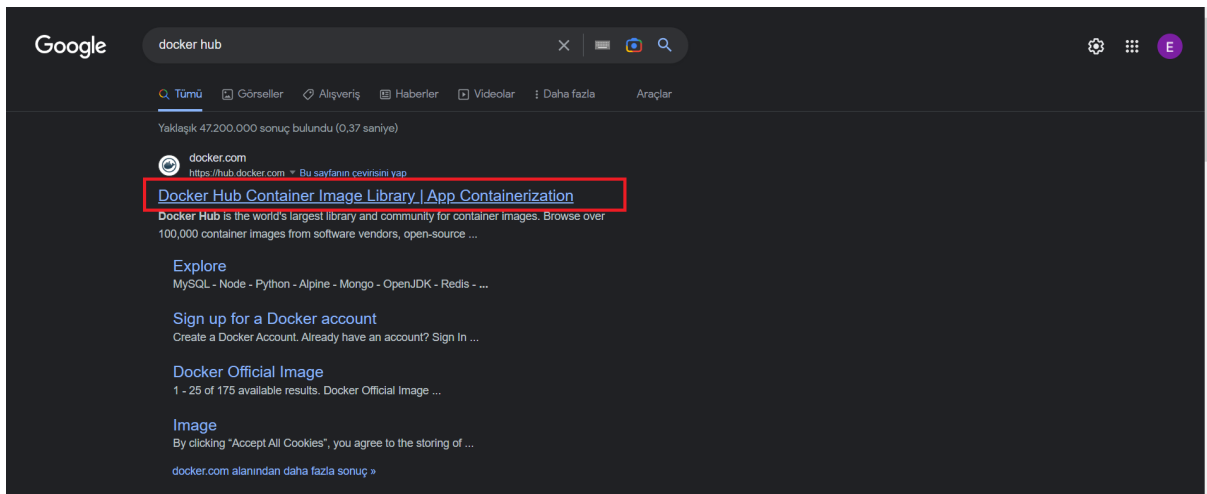 Google
docker hub
E
Tümü Görseller Alışveriş Haberler Videolar Daha fazla Araçlar
Yaklaşık 47.200.000 sonuç bulundu (0,37 saniye)
docker.com
https://hub.docker.com Bu sayfanın çevirisini yap
Docker Hub Container Image Library | App Containerization
Docker Hub is the world's largest library and community for container images. Browse over
100,000 container images from software vendors, open-source ...
Explore
MySQL - Node - Python - Alpine - Mongo - OpenJDK - Redis - ...
Sign up for a Docker account
Create a Docker Account. Already have an account? Sign In ...
Docker Official Image
1 - 25 of 175 available results. Docker Official Image ...
Image
By clicking “Accept All Cookies”, you agree to the storing of ...
docker.com alanından daha fazla sonuç »